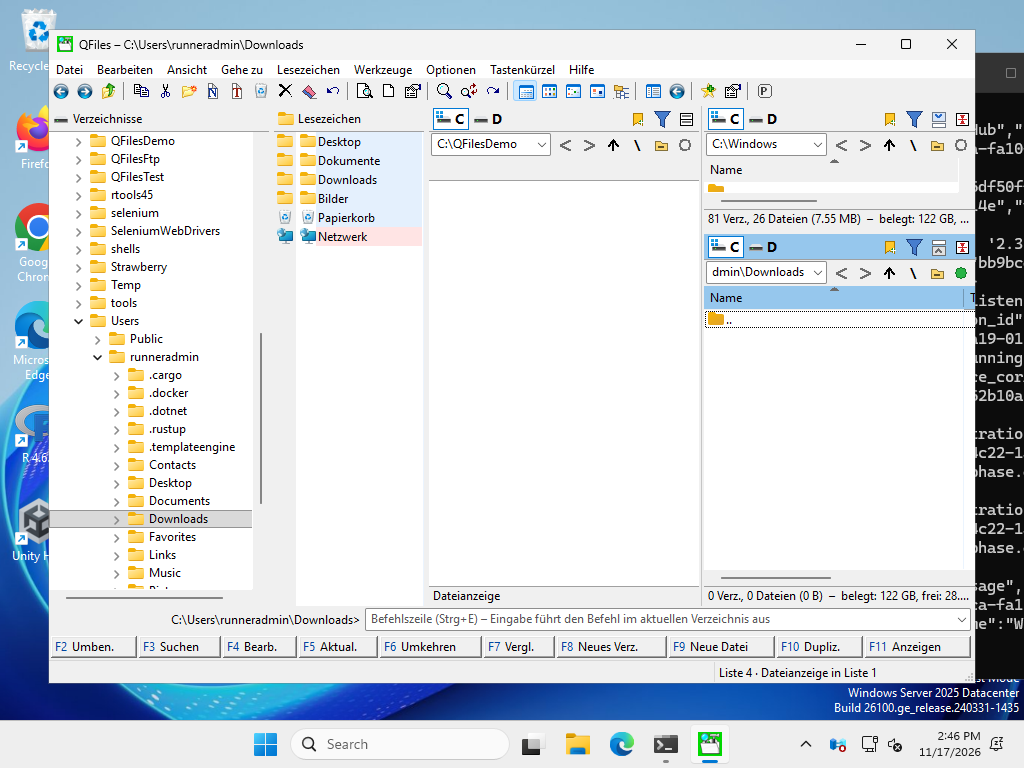 Recycle
Firefo
Goog
Chron
Micros
Edge
R 4.6.
Unity H
QFiles – C:\Users\runneradmin\Downloads
Datei Bearbeiten Ansicht Gehe zu Lesezeichen Werkzeuge Optionen Tastenkürzel Hilfe
Verzeichnisse
QFilesDemo
QFilesFtp
QFilesTest
rtools45
selenium
SeleniumWebDrivers
shells
Strawberry
Temp
tools
Users
Public
runneradmin
.cargo
.docker
.dotnet
.rustup
.templateengine
Contacts
Desktop
Documents
Downloads
Favorites
Links
Music
Lesezeichen
Desktop
Dokumente
Downloads
Bilder
Papierkorb
Netzwerk
C D
C:\QFilesDemo
Dateianzeige
C D
C:\Windows
Name
81 Verz., 26 Dateien (7.55 MB) – belegt: 122 GB, ...
C D
dmin\Downloads
Name T
..
0 Verz., 0 Dateien (0 B) – belegt: 122 GB, frei: 28....
C:\Users\runneradmin\Downloads> Befehlszeile (Strg+E) – Eingabe führt den Befehl im aktuellen Verzeichnis aus
F2 Umben. F3 Suchen F4 Bearb. F5 Aktual. F6 Umkehren F7 Vergl. F8 Neues Verz. F9 Neue Datei F10 Dupliz. F11 Anzeigen
Liste 4 · Dateianzeige in Liste 1
Windows Server 2025 Datacenter
Build 26100.ge_release.240331-1435
Search
2:46 PM
11/17/2026